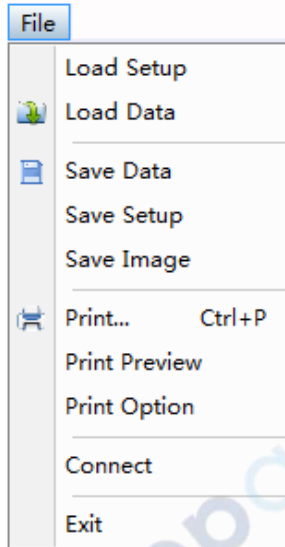 File
Load Setup
Load Data
Save Data
Save Setup
Save Image
Print... Ctrl+P
Print Preview
Print Option
Connect
Exit